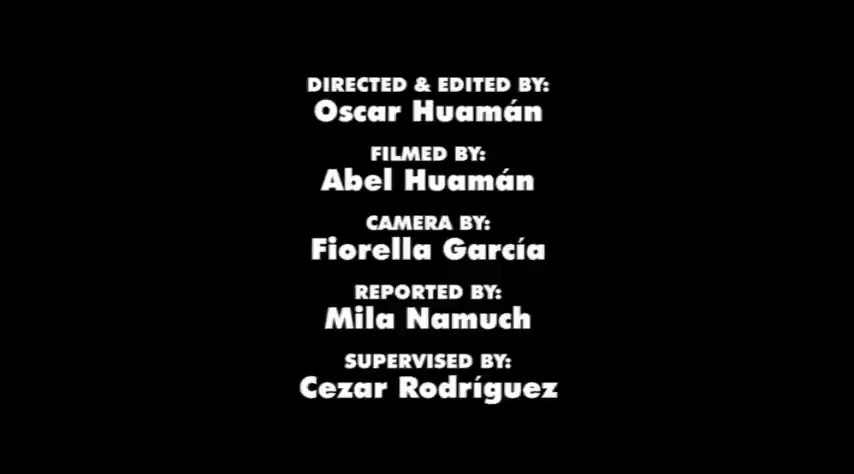 DIRECTED & EDITED BY:
Oscar Huamán
FILMED BY:
Abel Huamán
CAMERA BY:
Fiorella García
REPORTED BY:
Mila Namuch
SUPERVISED BY:
Cezar Rodríguez